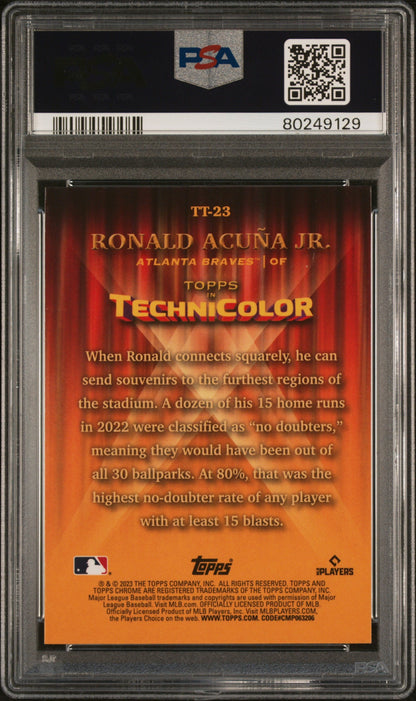 PSA
80249129
TT-23
RONALD ACUÑA JR.
ATLANTA BRAVES™ | OF
TOPPS
IN
TECHNICOLOR
When Ronald connects squarely, he can
send souvenirs to the furthest regions of
the stadium. A dozen of his 15 home runs
in 2022 were classified as “no doubters,”
meaning they would have been out of
all 30 ballparks. At 80%, that was the
highest no-doubter rate of any player
with at least 15 blasts.
Topps
PLAYERS
® & © 2023 THE TOPPS COMPANY, INC. ALL RIGHTS RESERVED. TOPPS AND
TOPPS CHROME ARE REGISTERED TRADEMARKS OF THE TOPPS COMPANY, INC.
Major League Baseball trademarks and copyrights are used with permission of Major
League Baseball. Visit MLB.com. OFFICIALLY LICENSED PRODUCT OF MLB.
Officially Licensed Product of MLB Players, Inc. Visit MLBPLAYERS.com,
the Players Choice on the web. WWW.TOPPS.COM. CODE#CMP063206
PSA